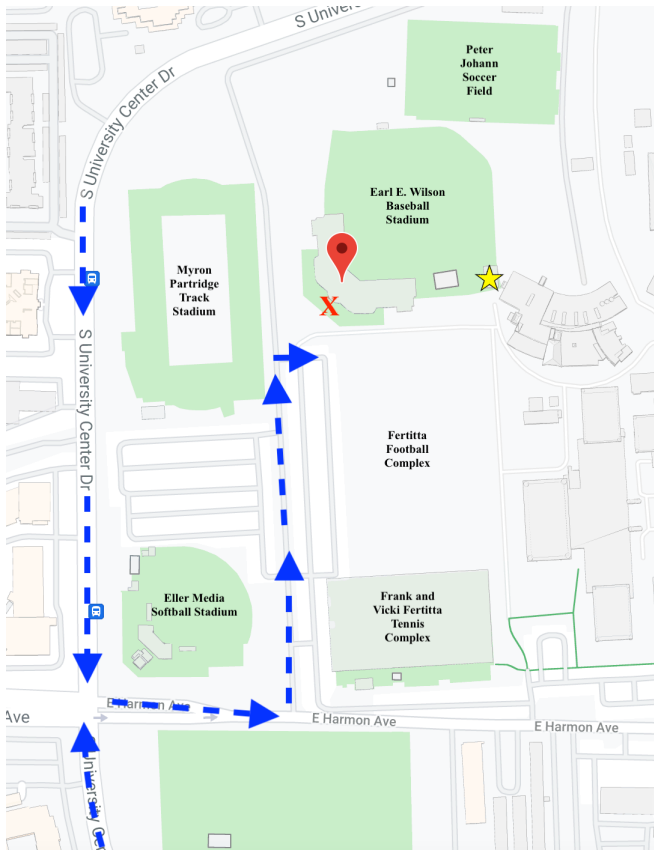 S Univer
S University Center Dr
Peter
Johann
Soccer
Field
Earl E. Wilson
Baseball
Stadium
Myron
Partridge
Track
Stadium
X
S University Center Dr
Fertitta
Football
Complex
Eller Media
Softball Stadium
Frank and
Vicki Fertitta
Tennis
Complex
E Harmon Ave
Ave
E Harmon Ave
E Harmon Ave
S University Cen